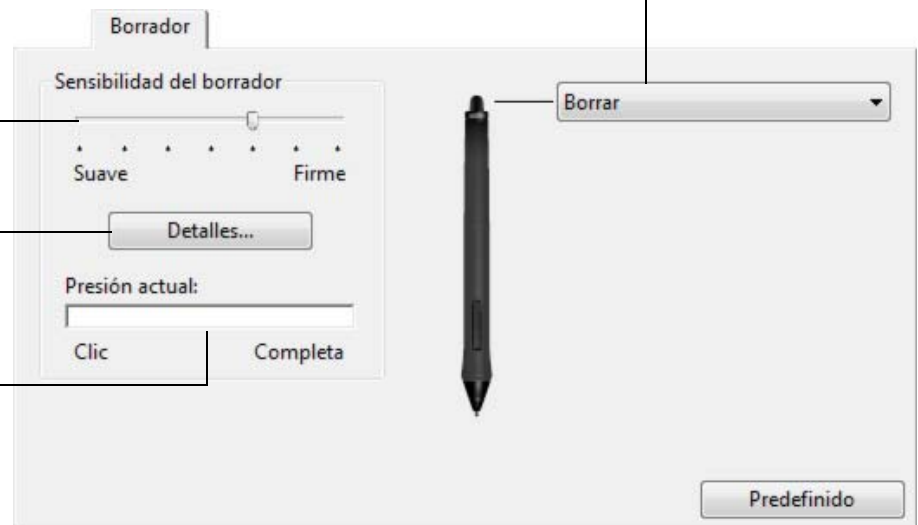 Borrador
Sensibilidad del borrador
Suave Firme
Detalles...
Presión actual:
Clic Completa
Borrar
Predefinido